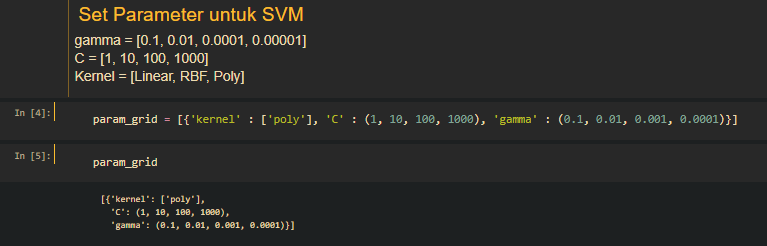 Set Parameter untuk SVM
gamma = [0.1, 0.01, 0.0001, 0.00001]
C = [1, 10, 100, 1000]
Kernel = [Linear, RBF, Poly]
In [4]: param_grid = [{'kernel' : ['poly'], 'C' : (1, 10, 100, 1000), 'gamma' : (0.1, 0.01, 0.001, 0.0001)}]
In [5]: param_grid
[{'kernel': ['poly'],
'C': (1, 10, 100, 1000),
'gamma': (0.1, 0.01, 0.001, 0.0001)}]